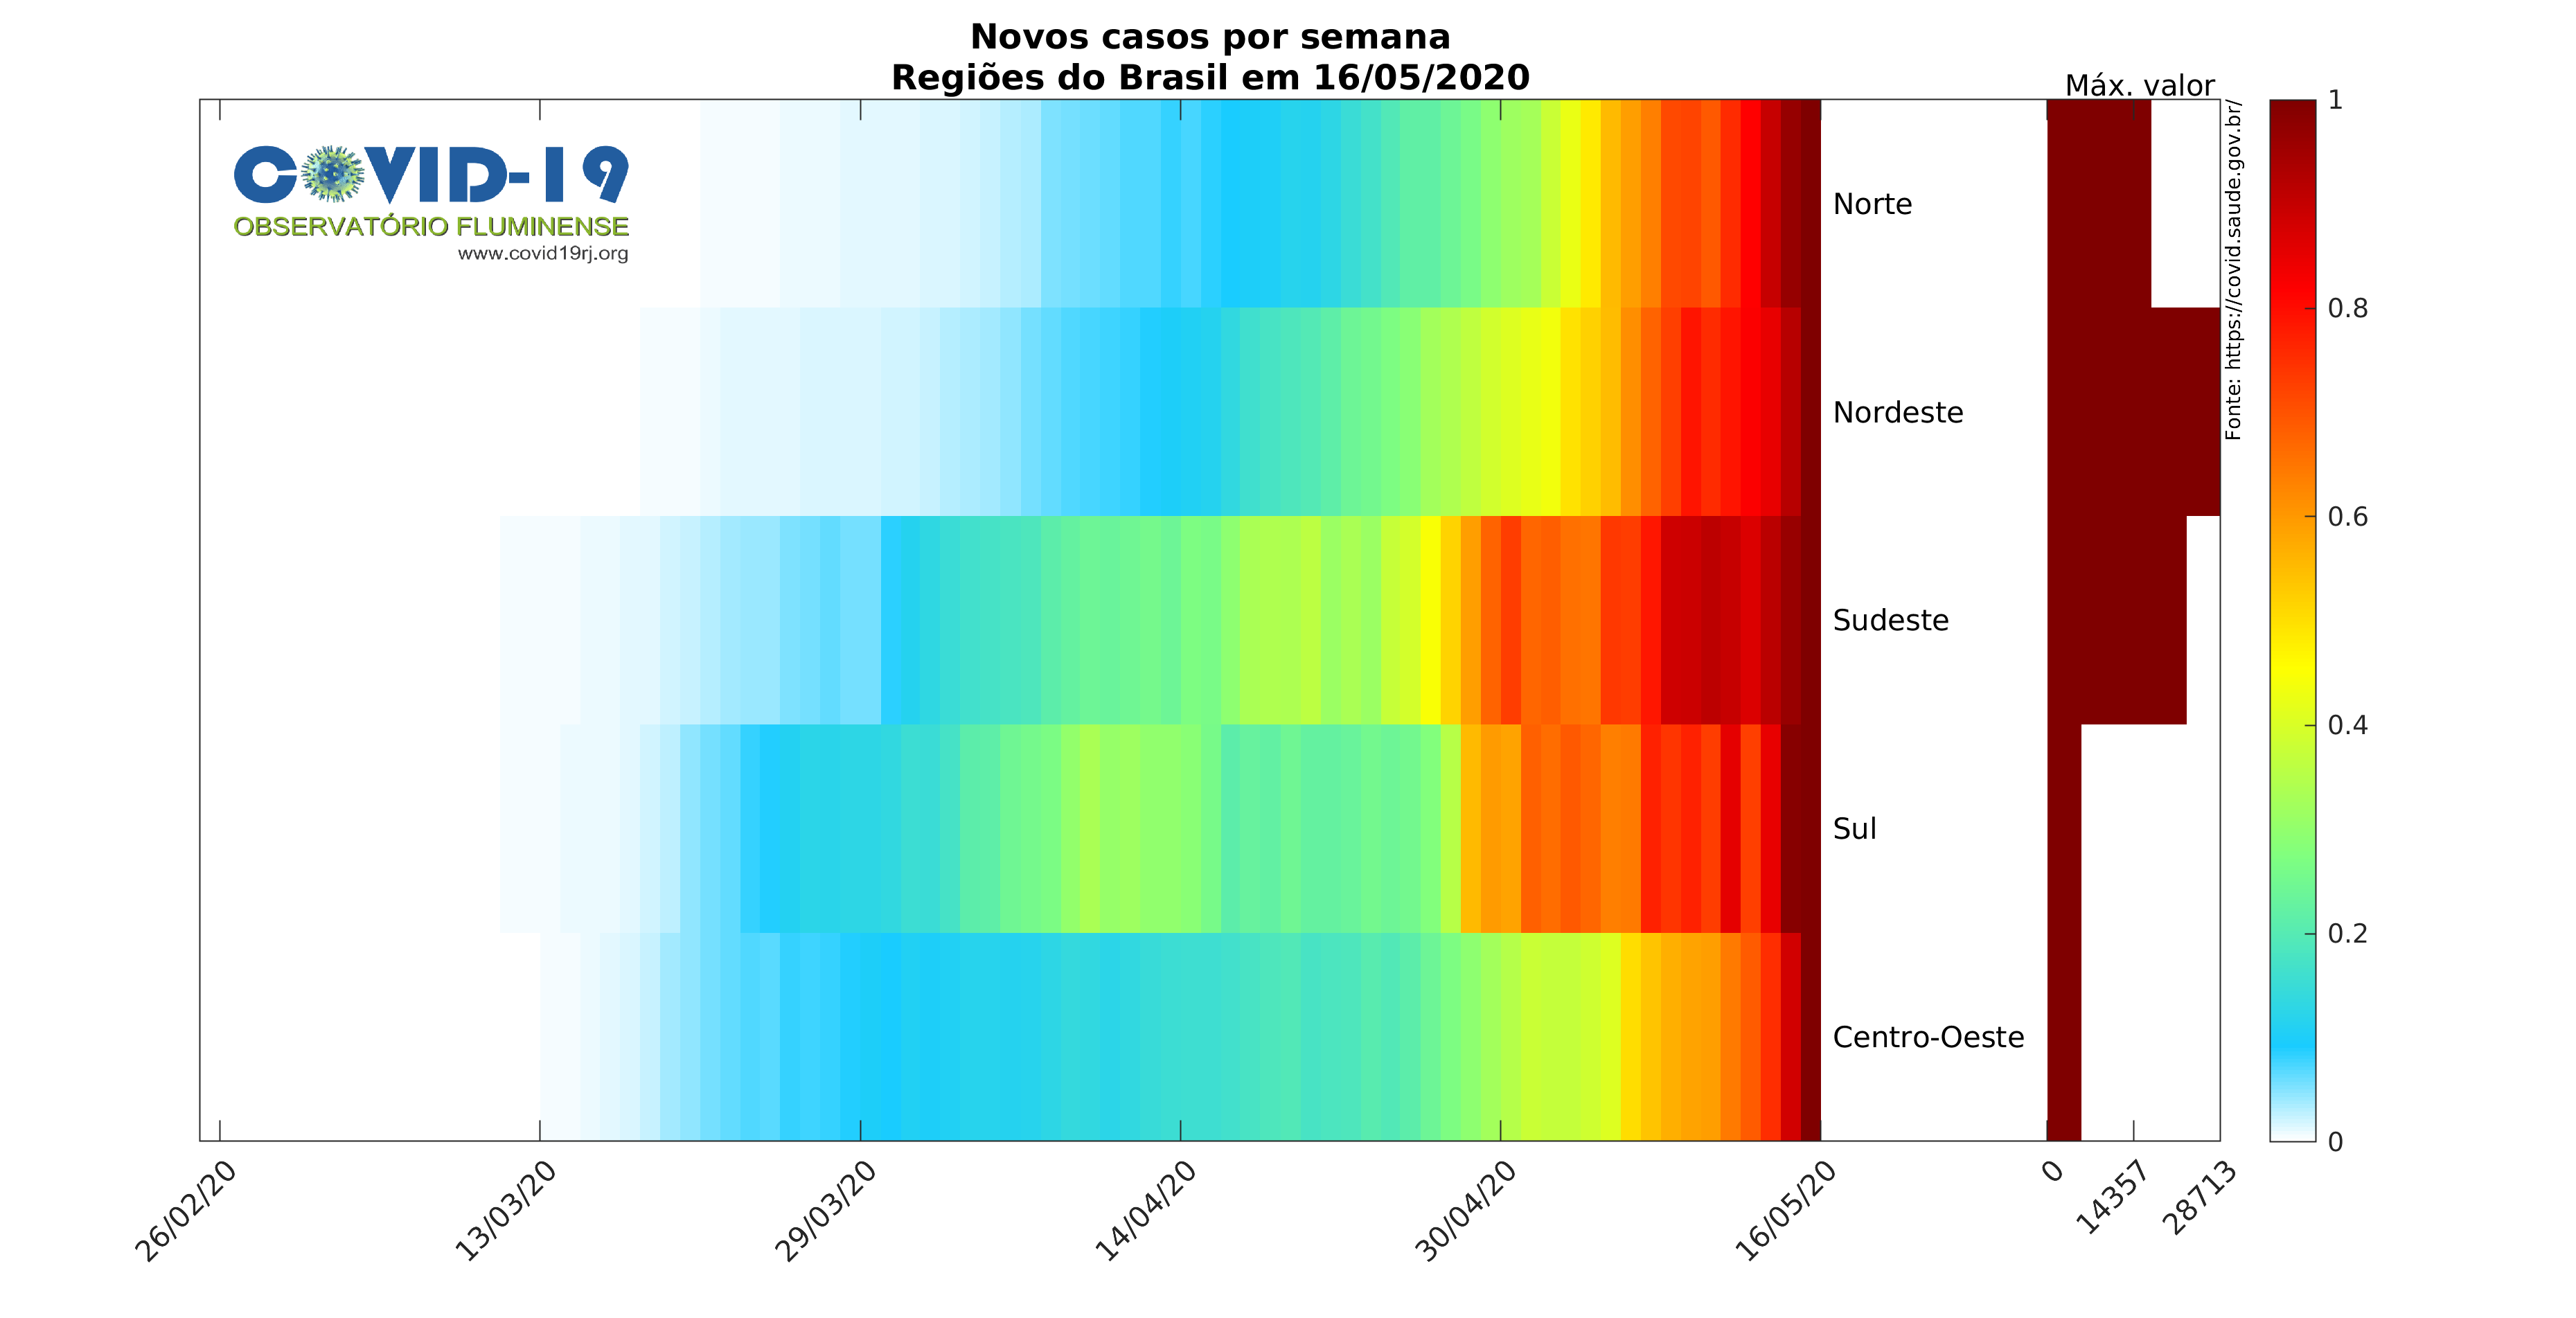 Novos casos por semana
Regiões do Brasil em 16/05/2020
Máx. valor
COVID-19
OBSERVATÓRIO FLUMINENSE
www.covid19rj.org
Norte
Nordeste
Sudeste
Sul
Centro-Oeste
Fonte: https://covid.saude.gov.br/
1
0.8
0.6
0.4
0.2
0
26/02/20
13/03/20
29/03/20
14/04/20
30/04/20
16/05/20
0
14357
28713